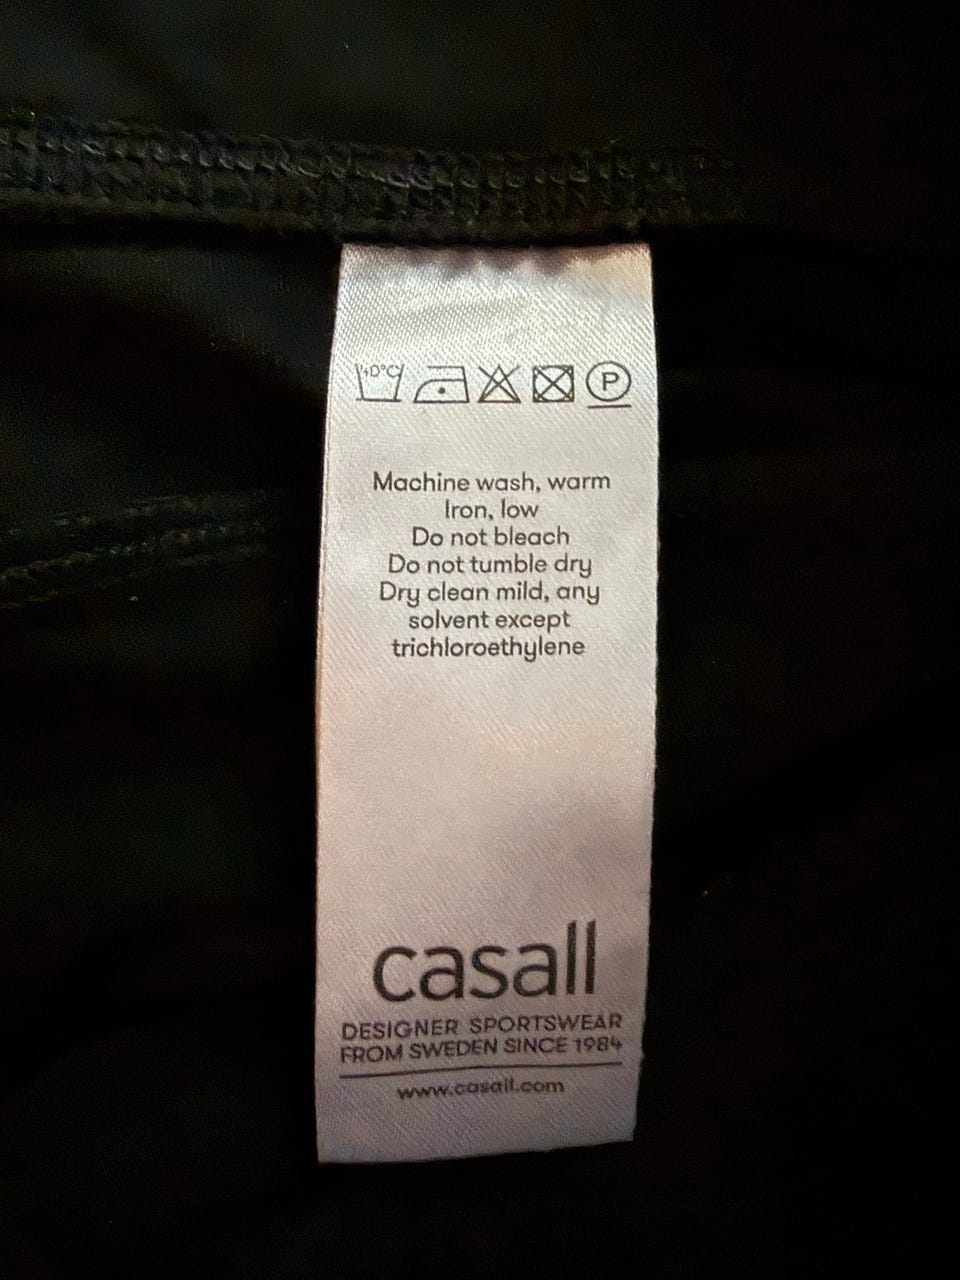 40°C P
Machine wash, warm
Iron, low
Do not bleach
Do not tumble dry
Dry clean mild, any
solvent except
trichloroethylene
casall
DESIGNER SPORTSWEAR
FROM SWEDEN SINCE 1984
www.casall.com